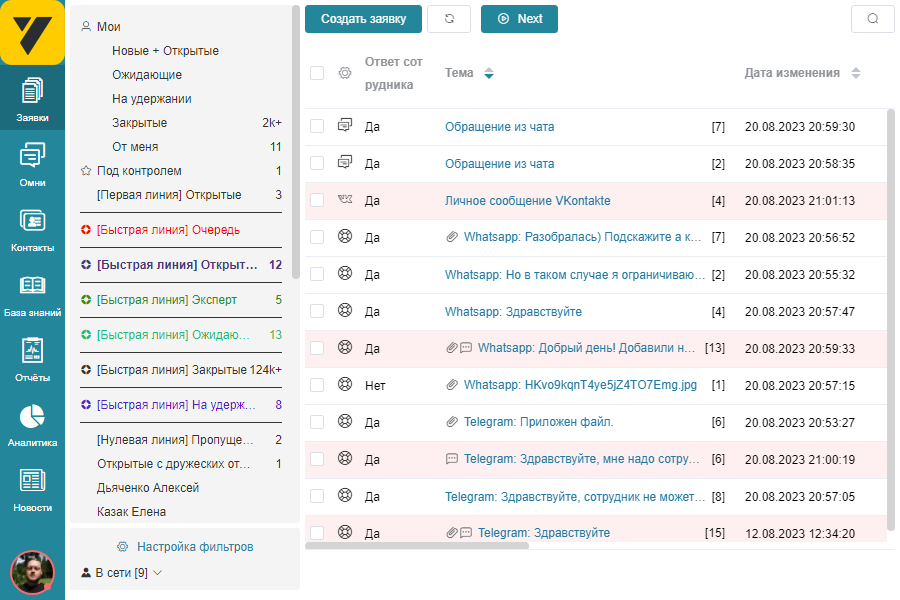 Заявки
Омни
Контакты
База знаний
Отчёты
Аналитика
Новости
Мои
Новые + Открытые
Ожидающие
На удержании
Закрытые 2k+
От меня 11
Под контролем 1
[Первая линия] Открытые 3
[Быстрая линия] Очередь
[Быстрая линия] Открыт... 12
[Быстрая линия] Эксперт 5
[Быстрая линия] Ожидаю... 13
[Быстрая линия] Закрытые 124k+
[Быстрая линия] На удерж... 8
[Нулевая линия] Пропуще... 2
Открытые с дружеских от... 1
Дьяченко Алексей
Казак Елена
Настройка фильтров
В сети [9]
Создать заявку Next
Ответ сот
рудника
Тема Дата изменения
Да Обращение из чата [7] 20.08.2023 20:59:30
Да Обращение из чата [2] 20.08.2023 20:58:35
Да Личное сообщение VKontakte [4] 20.08.2023 21:01:13
Да Whatsapp: Разобралась) Подскажите а к... [7] 20.08.2023 20:56:52
Да Whatsapp: Но в таком случае я ограничиваю... [2] 20.08.2023 20:55:32
Да Whatsapp: Здравствуйте [4] 20.08.2023 20:57:47
Да Whatsapp: Добрый день! Добавили н... [13] 20.08.2023 20:59:33
Нет Whatsapp: HKvo9kqnT4ye5jZ4TO7Emg.jpg [1] 20.08.2023 20:57:15
Да Telegram: Приложен файл. [6] 20.08.2023 20:53:27
Да Telegram: Здравствуйте, мне надо сотру... [6] 20.08.2023 21:00:19
Да Telegram: Здравствуйте, сотрудник не может... [8] 20.08.2023 20:57:05
Да Telegram: Здравствуйте [15] 12.08.2023 12:34:20